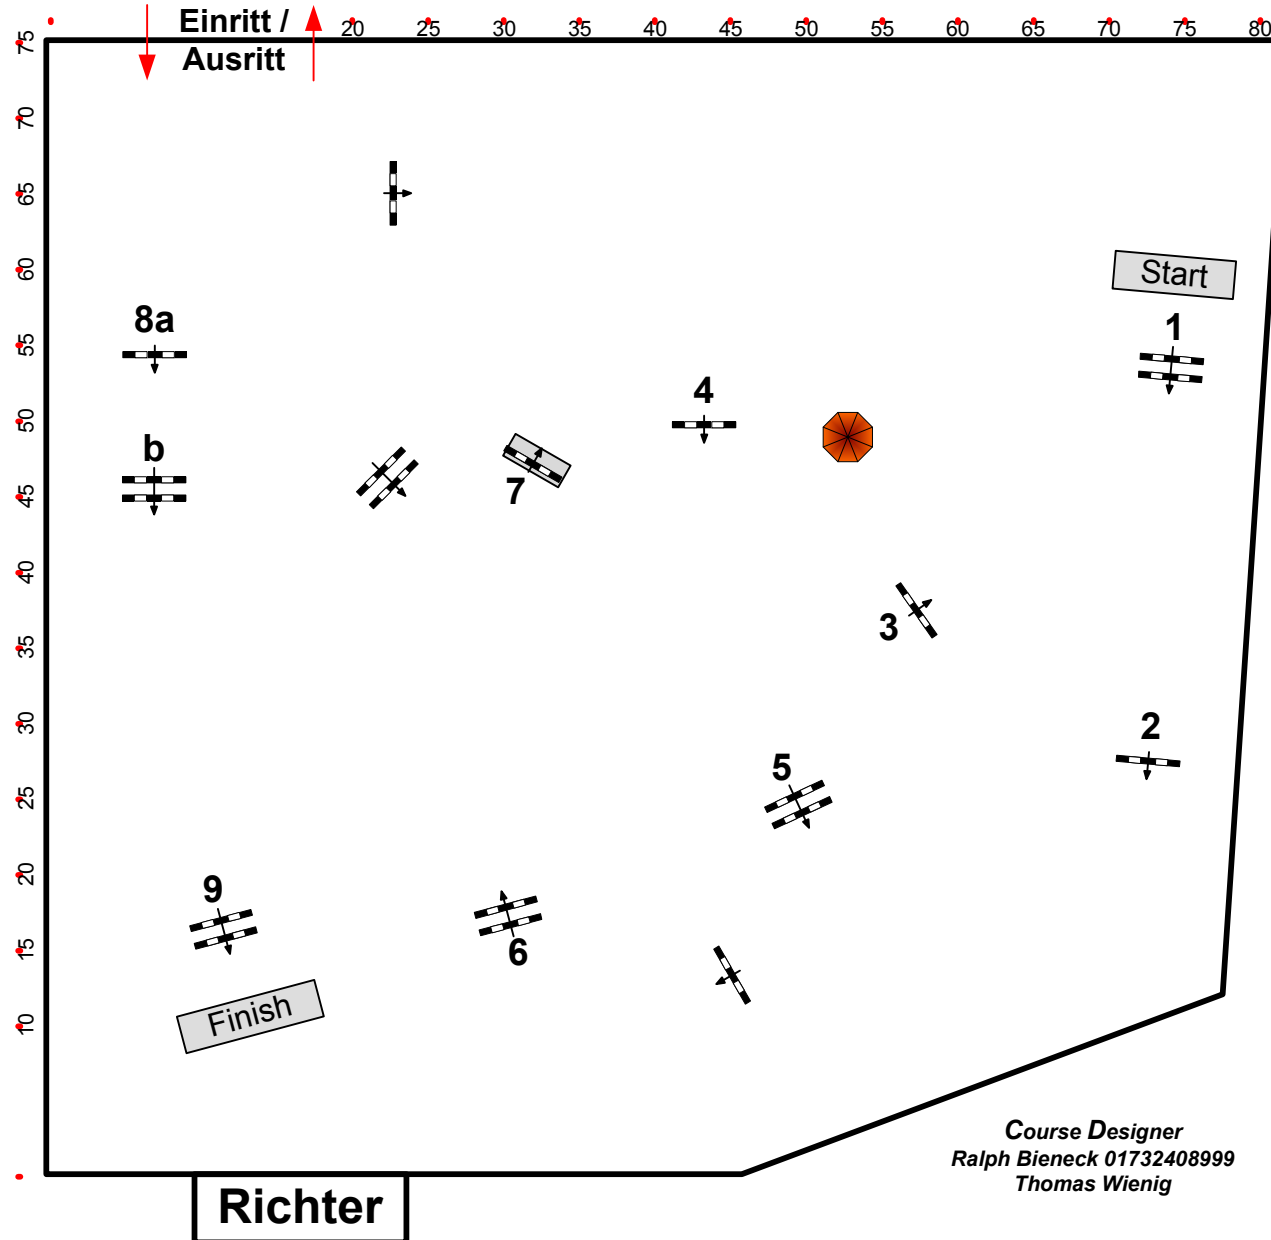 Einritt /
Ausritt
20 25 30 35 40 45 50 55 60 65 70 75 80
75
70
65
60
55
50
45
40
35
30
25
20
15
10
Start
1
8a
4
b
7
3
2
5
9
6
Finish
Course Designer
Ralph Bieneck 01732408999
Thomas Wienig
Richter